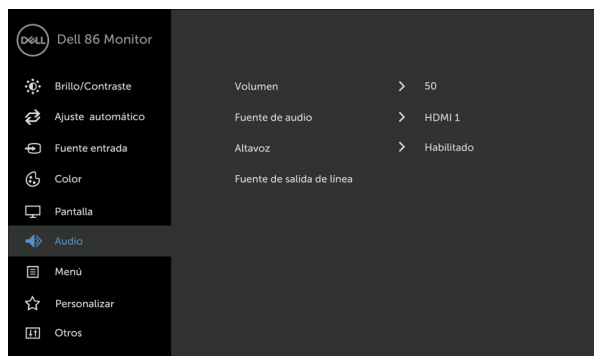 DELL Dell 86 Monitor
Brillo/Contraste
Ajuste automático
Fuente entrada
Color
Pantalla
Audio
Menú
Personalizar
Otros
Volumen > 50
Fuente de audio > HDMI 1
Altavoz > Habilitado
Fuente de salida de línea